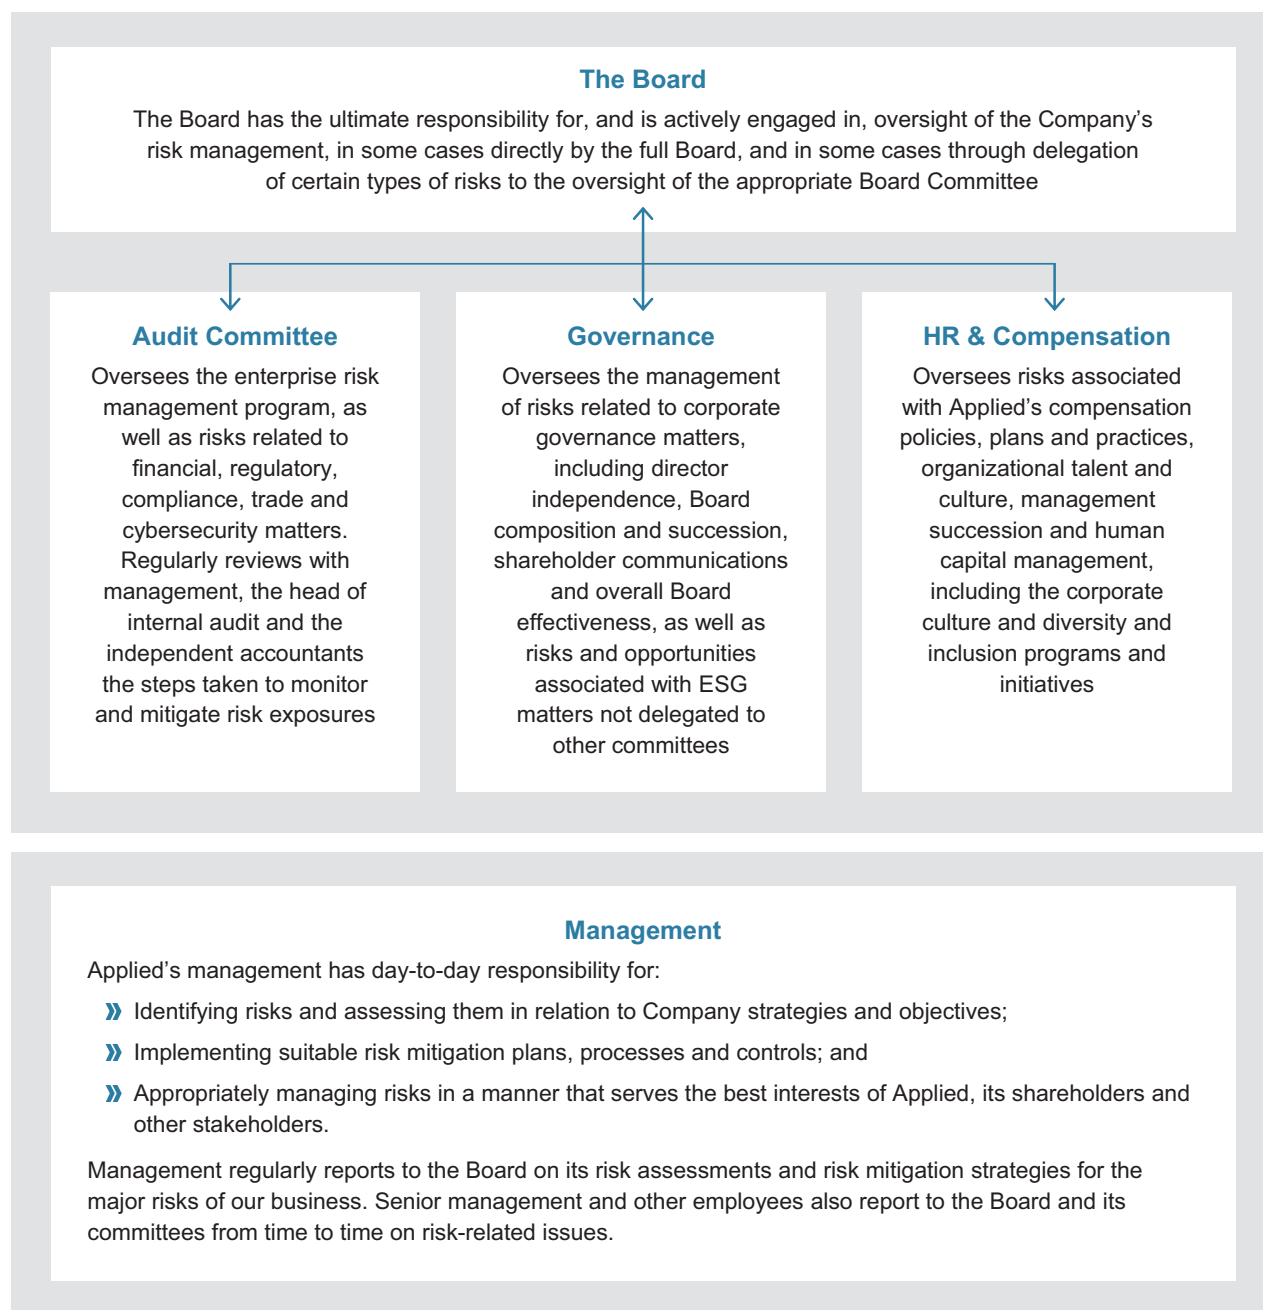 The Board
The Board has the ultimate responsibility for, and is actively engaged in, oversight of the Company’s
risk management, in some cases directly by the full Board, and in some cases through delegation
of certain types of risks to the oversight of the appropriate Board Committee
Audit Committee
Oversees the enterprise risk
management program, as
well as risks related to
financial, regulatory,
compliance, trade and
cybersecurity matters.
Regularly reviews with
management, the head of
internal audit and the
independent accountants
the steps taken to monitor
and mitigate risk exposures
Governance
Oversees the management
of risks related to corporate
governance matters,
including director
independence, Board
composition and succession,
shareholder communications
and overall Board
effectiveness, as well as
risks and opportunities
associated with ESG
matters not delegated to
other committees
HR & Compensation
Oversees risks associated
with Applied’s compensation
policies, plans and practices,
organizational talent and
culture, management
succession and human
capital management,
including the corporate
culture and diversity and
inclusion programs and
initiatives
Management
Applied’s management has day-to-day responsibility for:
Identifying risks and assessing them in relation to Company strategies and objectives;
Implementing suitable risk mitigation plans, processes and controls; and
Appropriately managing risks in a manner that serves the best interests of Applied, its shareholders and
other stakeholders.
Management regularly reports to the Board on its risk assessments and risk mitigation strategies for the
major risks of our business. Senior management and other employees also report to the Board and its
committees from time to time on risk-related issues.